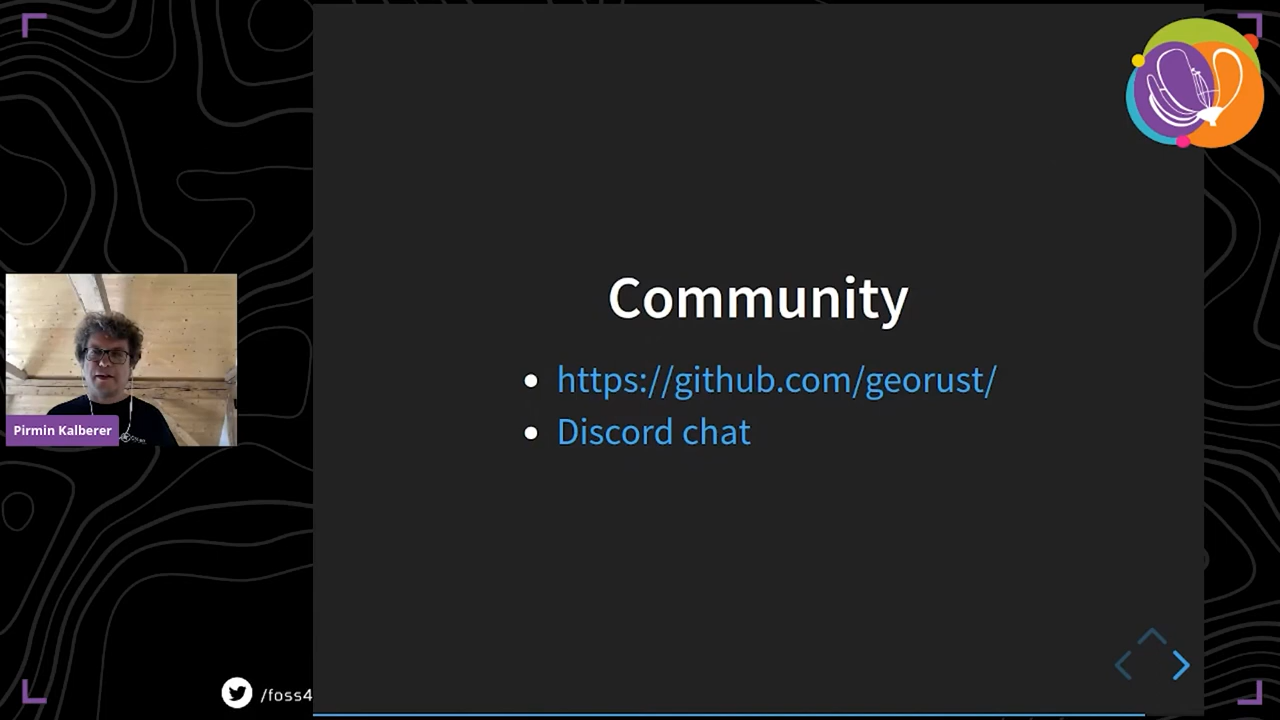 Community
https://github.com/georust/
Discord chat
Pirmin Kalberer
/foss4